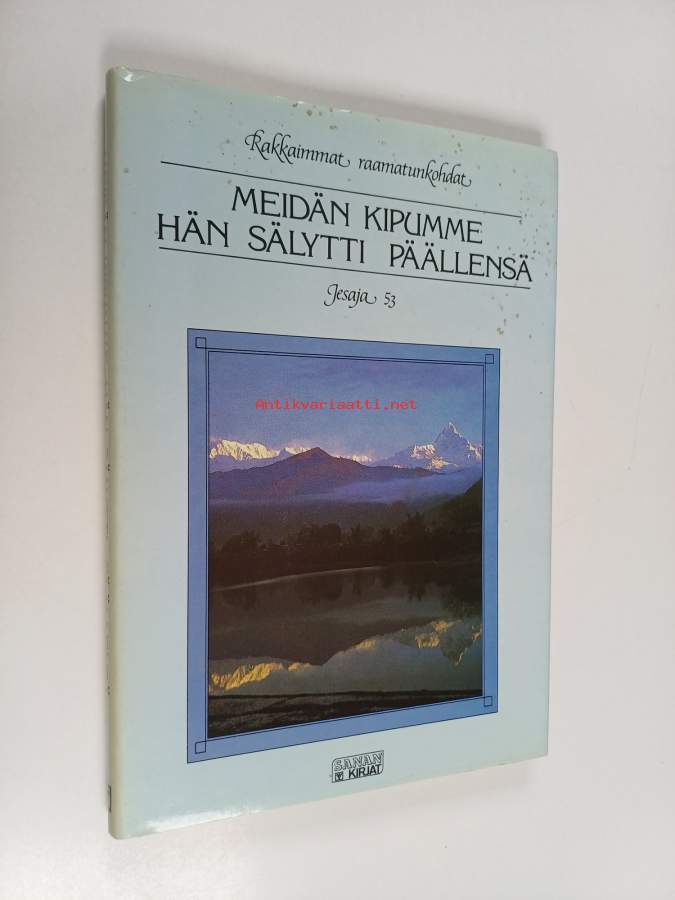 Rakkaimmat raamatunkohdat
MEIDÄN KIPUMME
HÄN SÄLYTTI PÄÄLLENSÄ
Jesaja 53
Antikvariaatti.net
SANAN
KIRJAT